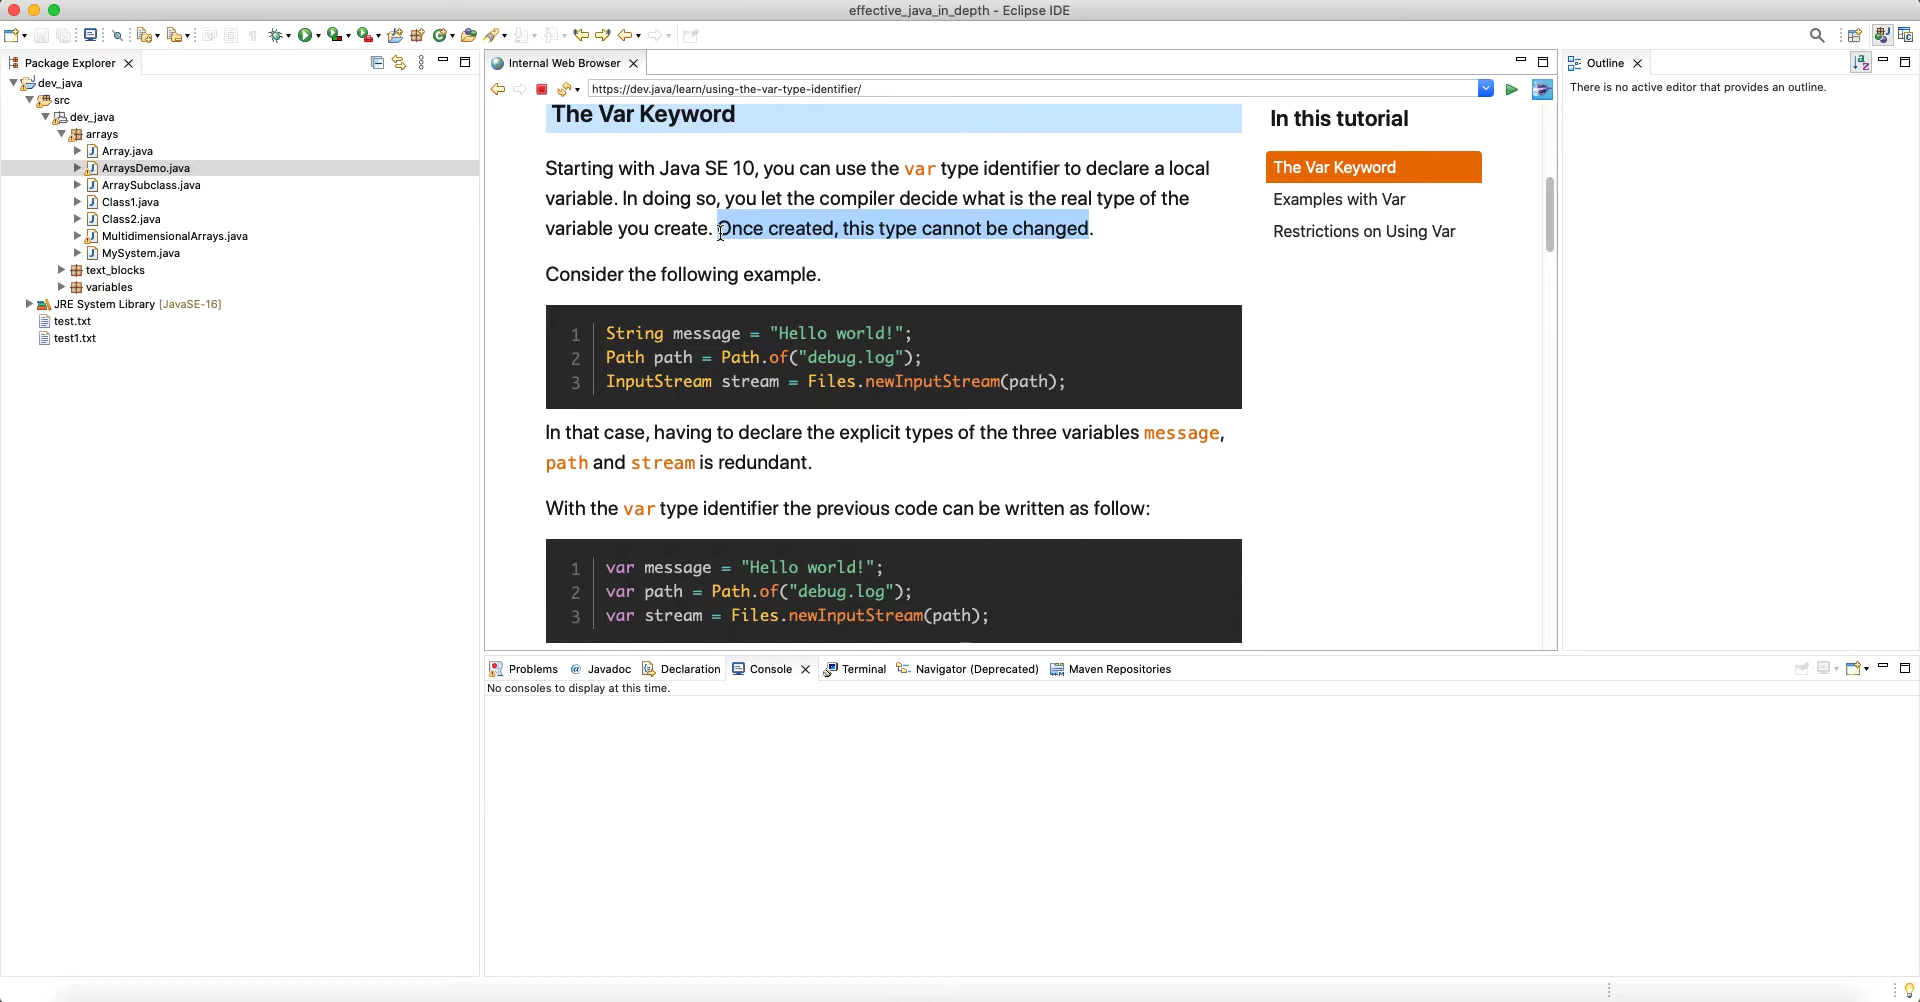 effective_java_in_depth - Eclipse IDE
Package Explorer
dev_java
src
dev_java
arrays
Array.java
ArraysDemo.java
ArraySubclass.java
Class1.java
Class2.java
MultidimensionalArrays.java
MySystem.java
text_blocks
variables
JRE System Library [JavaSE-16]
test.txt
test1.txt
Internal Web Browser
https://dev.java/learn/using-the-var-type-identifier/
The Var Keyword
Starting with Java SE 10, you can use the var type identifier to declare a local
variable. In doing so, you let the compiler decide what is the real type of the
variable you create. Once created, this type cannot be changed.
Consider the following example.
1 String message = "Hello world!";
2 Path path = Path.of("debug.log");
3 InputStream stream = Files.newInputStream(path);
In that case, having to declare the explicit types of the three variables message,
path and stream is redundant.
With the var type identifier the previous code can be written as follow:
1 var message = "Hello world!";
2 var path = Path.of("debug.log");
3 var stream = Files.newInputStream(path);
In this tutorial
The Var Keyword
Examples with Var
Restrictions on Using Var
Outline
There is no active editor that provides an outline.
Problems @ Javadoc Declaration Console Terminal Navigator (Deprecated) Maven Repositories
No consoles to display at this time.